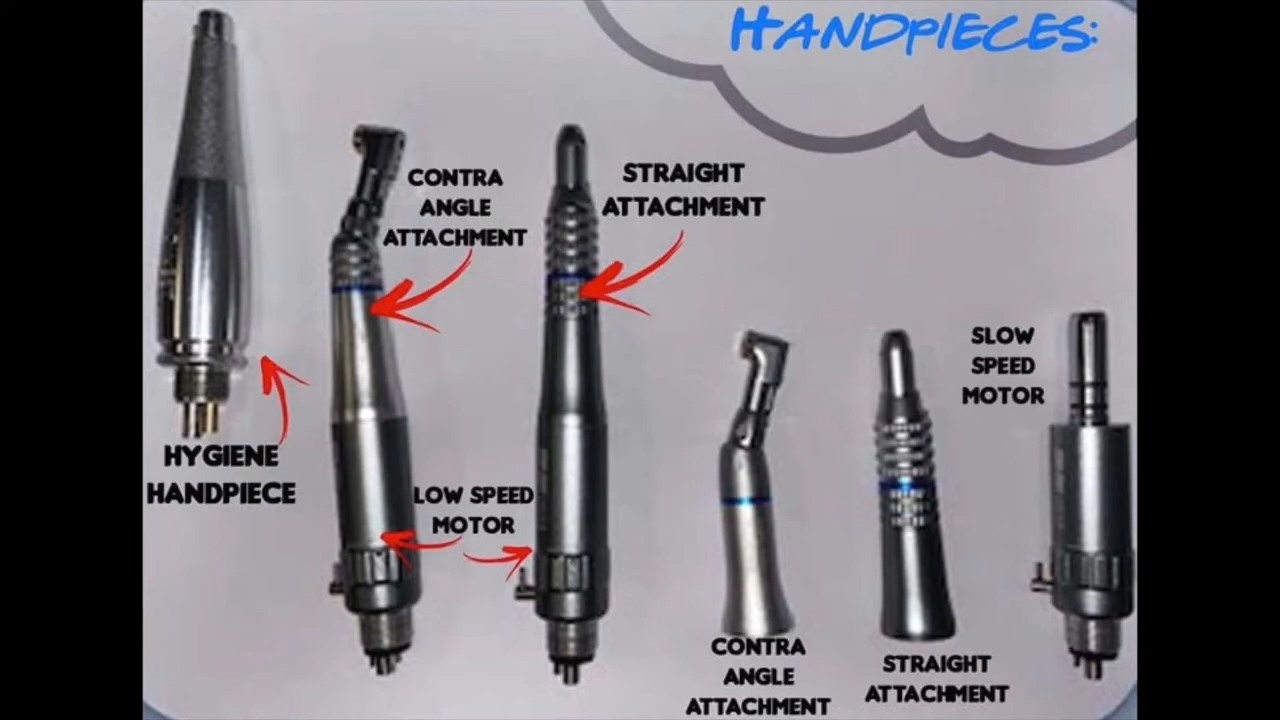 HANDPIECES:
CONTRA
ANGLE
ATTACHMENT
STRAIGHT
ATTACHMENT
HYGIENE
HANDPIECE
LOW SPEED
MOTOR
SLOW
SPEED
MOTOR
CONTRA
ANGLE
ATTACHMENT
STRAIGHT
ATTACHMENT